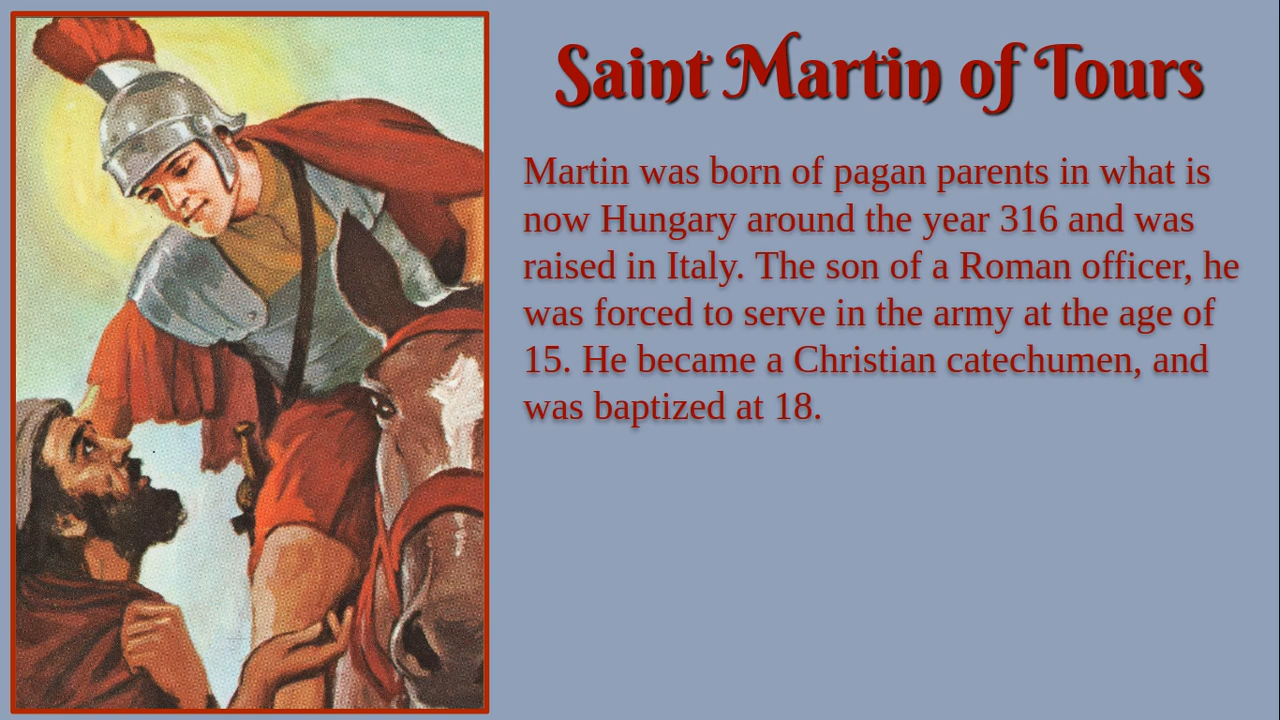 Saint Martin of Tours
Martin was born of pagan parents in what is
now Hungary around the year 316 and was
raised in Italy. The son of a Roman officer, he
was forced to serve in the army at the age of
15. He became a Christian catechumen, and
was baptized at 18.